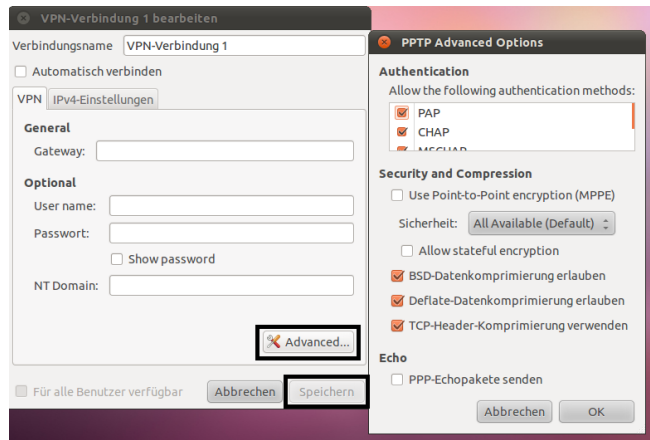 VPN-Verbindung 1 bearbeiten
Verbindungsname VPN-Verbindung 1
Automatisch verbinden
VPN IPv4-Einstellungen
General
Gateway:
Optional
User name:
Passwort:
Show password
NT Domain:
Advanced...
Für alle Benutzer verfügbar Abbrechen Speichern
PPTP Advanced Options
Authentication
Allow the following authentication methods:
PAP
CHAP
MSCHAP
Security and Compression
Use Point-to-Point encryption (MPPE)
Sicherheit: All Available (Default)
Allow stateful encryption
BSD-Datenkomprimierung erlauben
Deflate-Datenkomprimierung erlauben
TCP-Header-Komprimierung verwenden
Echo
PPP-Echopakete senden
Abbrechen OK